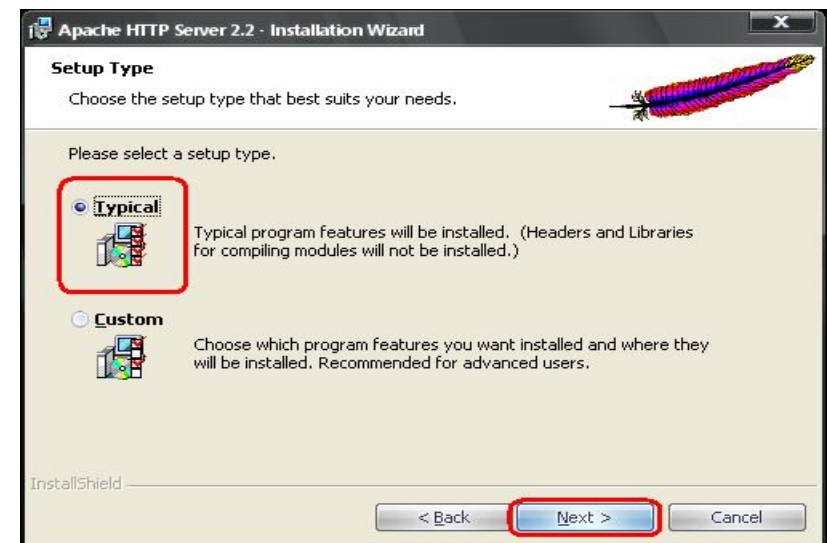 Apache HTTP Server 2.2 - Installation Wizard
X
Setup Type
Choose the setup type that best suits your needs.
Please select a setup type.
Typical
Typical program features will be installed. (Headers and Libraries
for compiling modules will not be installed.)
Custom
Choose which program features you want installed and where they
will be installed. Recommended for advanced users.
InstallShield
< Back Next > Cancel